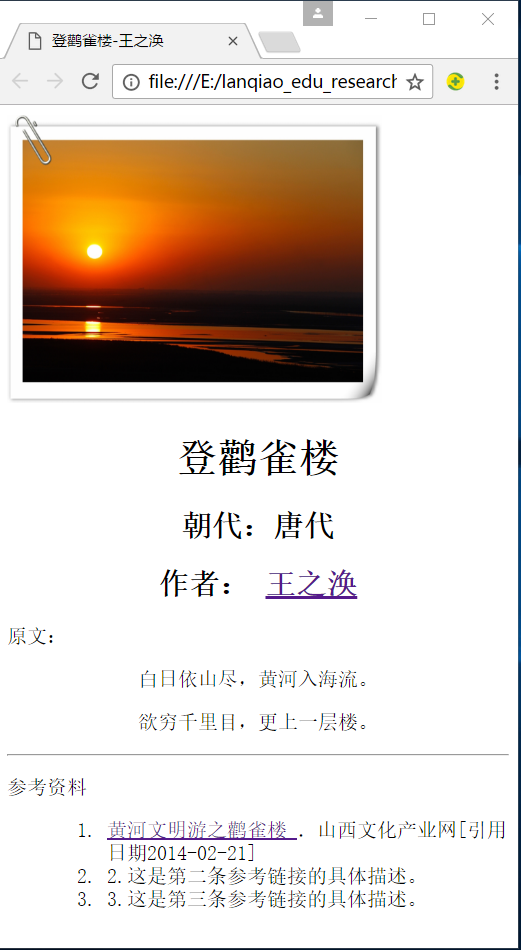 登鹳雀楼-王之涣
file:///E:/lanqiao_edu_research
登鹳雀楼
朝代：唐代
作者： 王之涣
原文：
白日依山尽，黄河入海流。
欲穷千里目，更上一层楼。
参考资料
1. 黄河文明游之鹳雀楼 ．山西文化产业网[引用
日期2014-02-21]
2. 2.这是第二条参考链接的具体描述。
3. 3.这是第三条参考链接的具体描述。